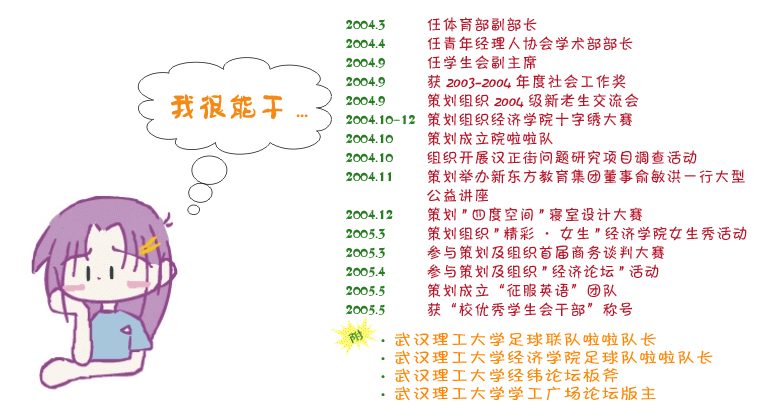 我很能干 ...
2004.3 任体育部副部长
2004.4 任青年经理人协会学术部部长
2004.9 任学生会副主席
2004.9 获 2003-2004 年度社会工作奖
2004.9 策划组织 2004 级新老生交流会
2004.10-12 策划组织经济学院十字绣大赛
2004.10 策划成立院啦啦队
2004.10 组织开展汉正街问题研究项目调查活动
2004.11 策划举办新东方教育集团董事俞敏洪一行大型
公益讲座
2004.12 策划 " 四度空间 " 寝室设计大赛
2005.3 策划组织 " 精彩 · 女生 " 经济学院女生秀活动
2005.3 参与策划及组织首届商务谈判大赛
2005.4 参与策划及组织 " 经济论坛 " 活动
2005.5 策划成立 “征服英语” 团队
2005.5 获 “校优秀学生会干部” 称号
附 · 武汉理工大学足球联队啦啦队长
· 武汉理工大学经济学院足球队啦啦队长
· 武汉理工大学经纬论坛板斧
· 武汉理工大学学工广场论坛版主